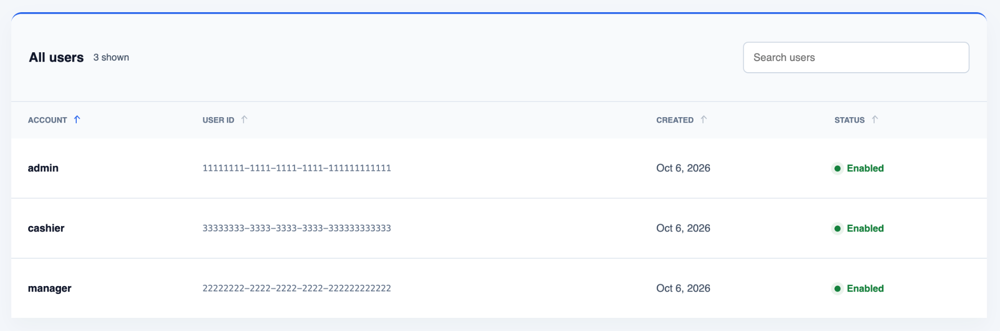 All users 3 shown Search users
ACCOUNT ↑ USER ID ↑ CREATED ↑ STATUS ↑
admin 11111111-1111-1111-1111-111111111111 Oct 6, 2026 Enabled
cashier 33333333-3333-3333-3333-333333333333 Oct 6, 2026 Enabled
manager 22222222-2222-2222-2222-222222222222 Oct 6, 2026 Enabled